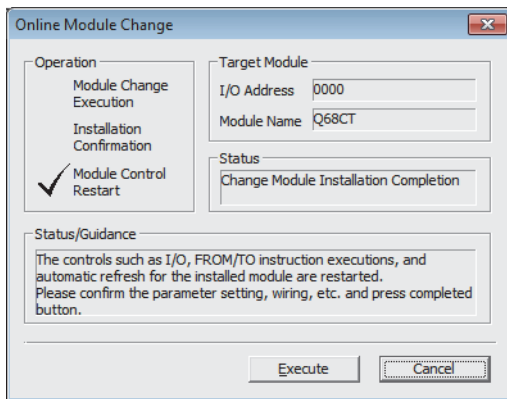 Online Module Change
Operation
Module Change
Execution
Installation
Confirmation
Module Control
Restart
Target Module
I/O Address 0000
Module Name Q68CT
Status
Change Module Installation Completion
Status/Guidance
The controls such as I/O, FROM/TO instruction executions, and
automatic refresh for the installed module are restarted.
Please confirm the parameter setting, wiring, etc. and press completed
button.
Execute
Cancel